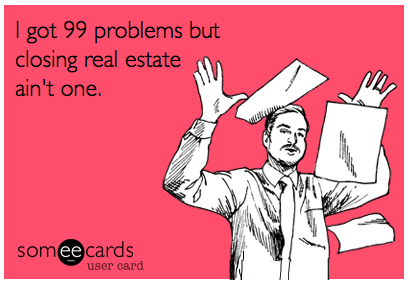 I got 99 problems but
closing real estate
ain't one.
someecards
user card